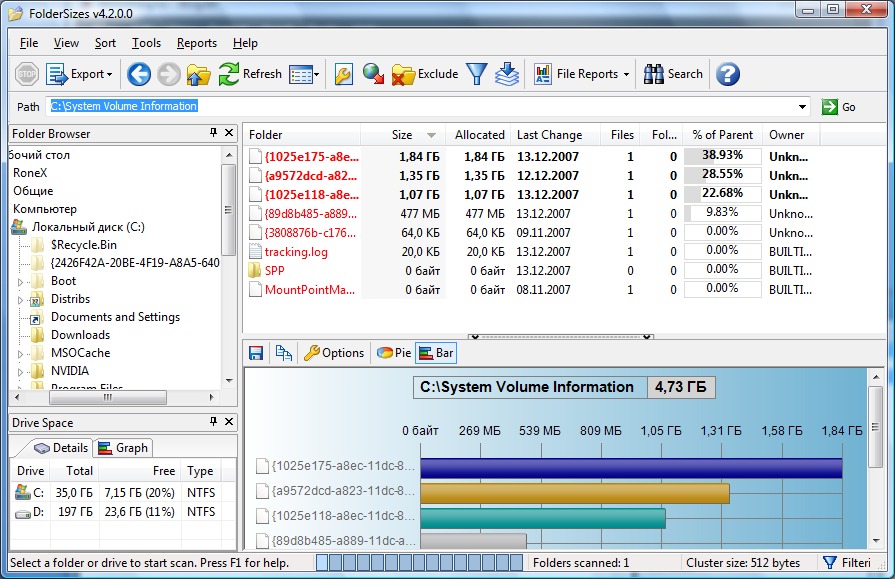 FolderSizes v4.2.0.0
File View Sort Tools Reports Help
STOP Export Refresh Exclude File Reports Search
Path C:\System Volume Information Go
Folder Browser
бочий стол
RoneX
Общие
Компьютер
Локальный диск (C:)
$Recycle.Bin
{2426F42A-20BE-4F19-A8A5-640
Boot
Distribs
Documents and Settings
Downloads
MSOCache
NVIDIA
Program Files
Folder Size Allocated Last Change Files Fol... % of Parent Owner
{1025e175-a8e... 1,84 ГБ 1,84 ГБ 13.12.2007 1 0 38.93% Unkn...
{a9572dcd-a82... 1,35 ГБ 1,35 ГБ 12.12.2007 1 0 28.55% Unkn...
{1025e118-a8e... 1,07 ГБ 1,07 ГБ 13.12.2007 1 0 22.68% Unkn...
{89d8b485-a889... 477 МБ 477 МБ 13.12.2007 1 0 9.83% Unkno...
{3808876b-c176... 64,0 КБ 64,0 КБ 09.11.2007 1 0 0.00% Unkno...
tracking.log 20,0 КБ 20,0 КБ 13.12.2007 1 0 0.00% BUILTI...
SPP 0 байт 0 байт 13.12.2007 0 0 0.00% BUILTI...
MountPointMa... 0 байт 0 байт 08.11.2007 1 0 0.00% BUILTI...
Options Pie Bar
C:\System Volume Information 4,73 ГБ
0 байт 269 МБ 539 МБ 809 МБ 1,05 ГБ 1,31 ГБ 1,58 ГБ 1,84 ГБ
{1025e175-a8ec-11dc-8...
{a9572dcd-a823-11dc-8...
{1025e118-a8ec-11dc-8...
{89d8b485-a889-11dc-a...
Drive Space
Details Graph
Drive Total Free Type
C: 35,0 ГБ 7,15 ГБ (20%) NTFS
D: 197 ГБ 23,6 ГБ (11%) NTFS
Select a folder or drive to start scan. Press F1 for help. Folders scanned: 1 Cluster size: 512 bytes Filteri